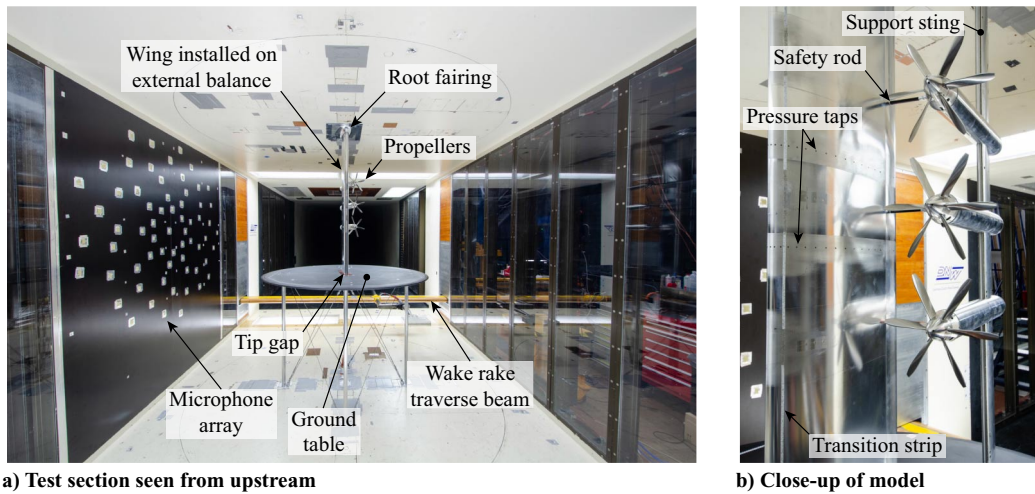 Wing installed on
external balance
Root fairing
Propellers
Tip gap
Microphone
array
Ground
table
Wake rake
traverse beam
a) Test section seen from upstream
Support sting
Safety rod
Pressure taps
Transition strip
b) Close-up of model